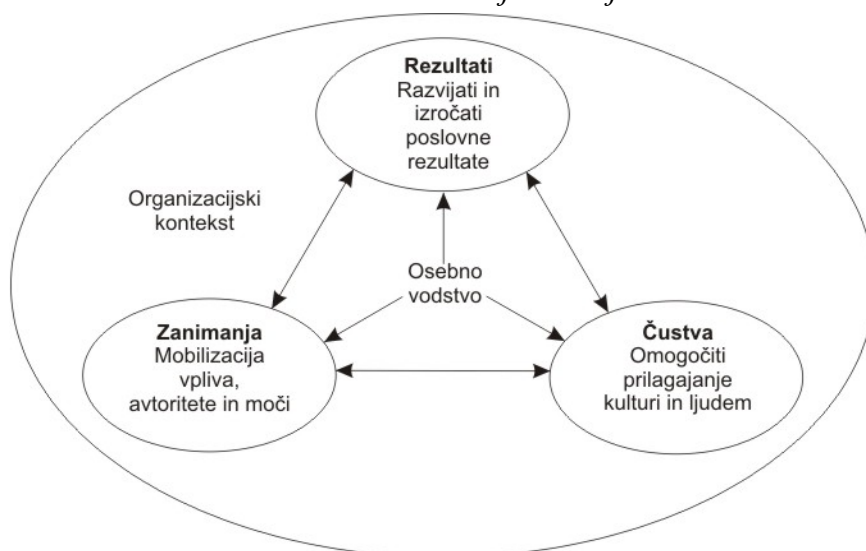 Rezultati
Razvijati in
izročati
poslovne
rezultate
Organizacijski
kontekst
Osebno
vodstvo
Zanimanja
Mobilizacija
vpliva,
avtoritete in moči
Čustva
Omogočiti
prilagajanje
kulturi in ljudem